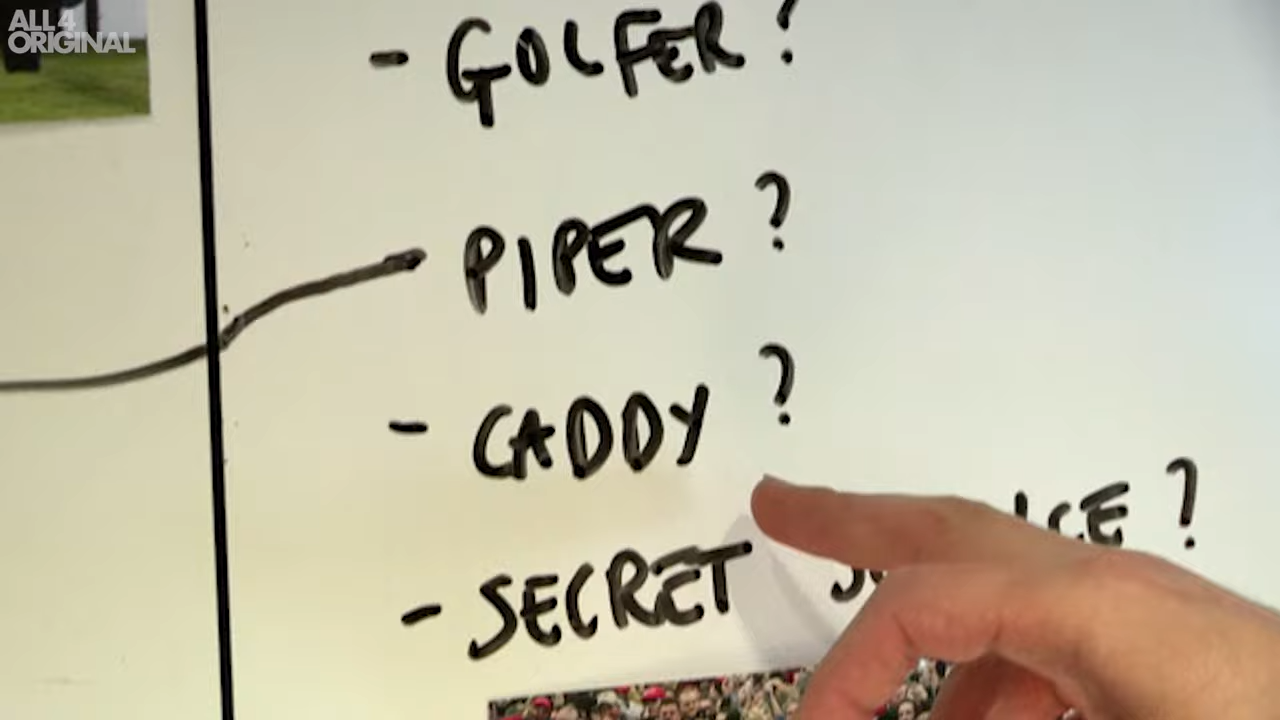 ALL 4
ORIGINAL
- GOLFER ?
PIPER ?
- CADDY ?
- SECRET ?